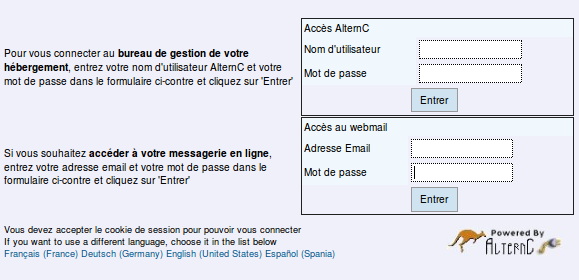 Accès AlternC
Pour vous connecter au bureau de gestion de votre
hébergement, entrez votre nom d'utilisateur AlternC et votre
mot de passe dans le formulaire ci-contre et cliquez sur 'Entrer'
Nom d'utilisateur
Mot de passe
Entrer
Accès au webmail
Si vous souhaitez accéder à votre messagerie en ligne,
entrez votre adresse email et votre mot de passe dans le
formulaire ci-contre et cliquez sur 'Entrer'
Adresse Email
Mot de passe
Entrer
Vous devez accepter le cookie de session pour pouvoir vous connecter
If you want to use a different language, choose it in the list below
Français (France) Deutsch (Germany) English (United States) Español (Spania)
Powered By
AlternC